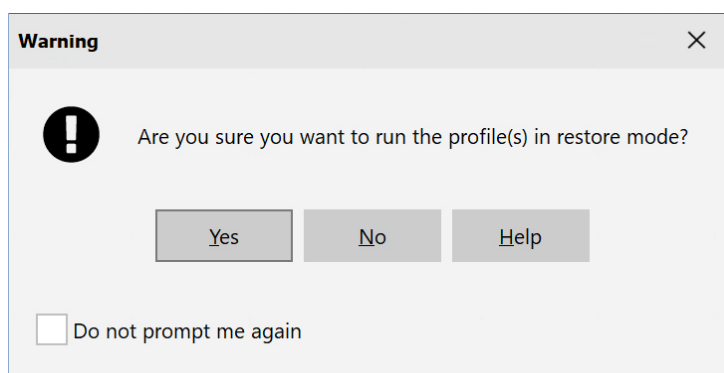 Warning
Are you sure you want to run the profile(s) in restore mode?
Yes No Help
Do not prompt me again